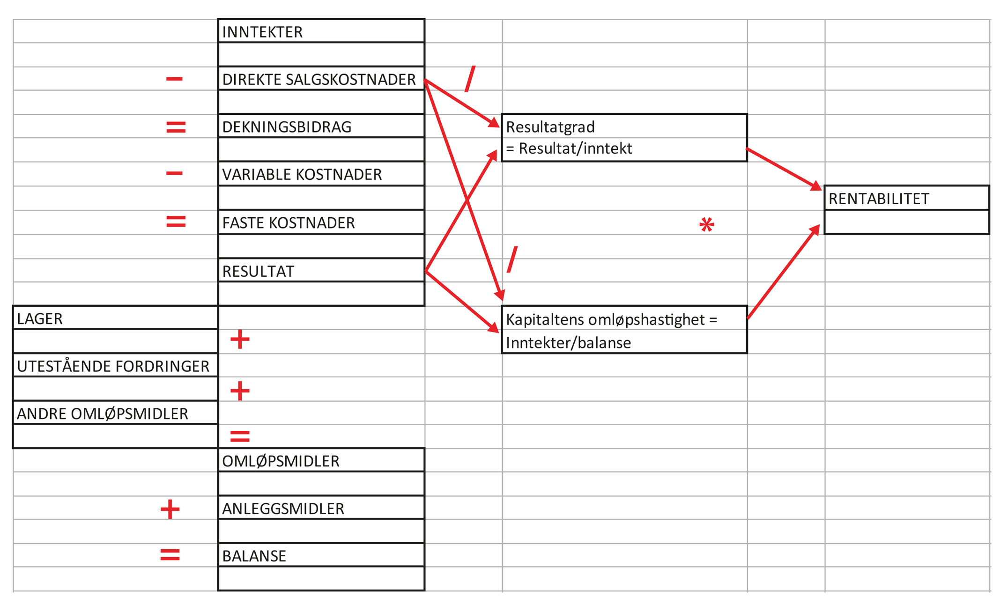 INNTEKTER
– DIREKTE SALGSKOSTNADER /
= DEKNINGSBIDRAG
Resultatgrad
= Resultat/inntekt
– VARIABLE KOSTNADER
RENTABILITET
= FASTE KOSTNADER
*
/
RESULTAT
LAGER
+
Kapitaltens omløpshastighet =
Inntekter/balanse
UTESTÅENDE FORDRINGER
+
ANDRE OMLØPSMIDLER
=
OMLØPSMIDLER
+ ANLEGGSMIDLER
= BALANSE